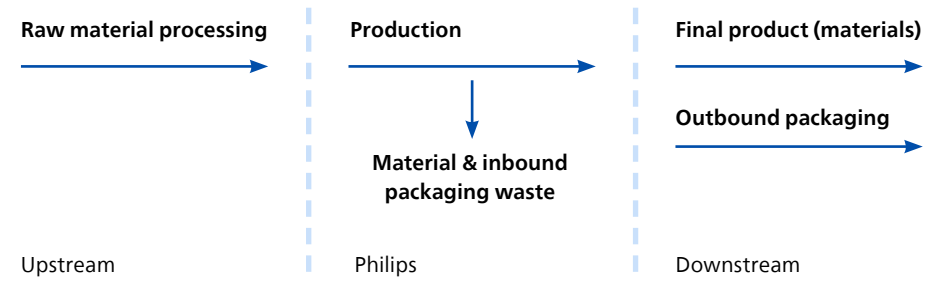 Raw material processing
Production
Final product (materials)
Outbound packaging
Material & inbound
packaging waste
Upstream
Philips
Downstream